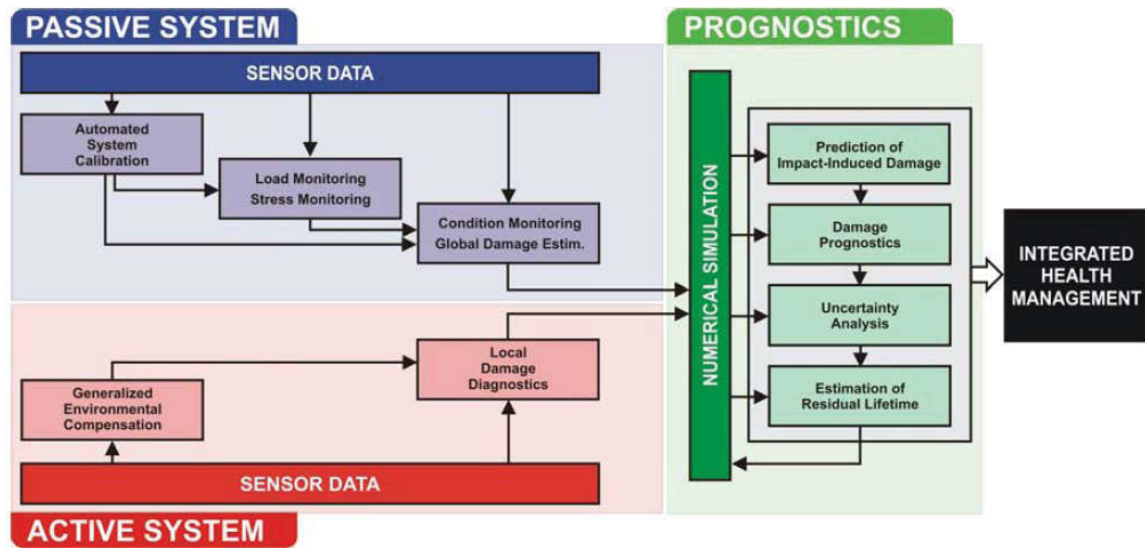 PASSIVE SYSTEM
SENSOR DATA
Automated
System
Calibration
Load Monitoring
Stress Monitoring
Condition Monitoring
Global Damage Estim.
Generalized
Environmental
Compensation
Local
Damage
Diagnostics
SENSOR DATA
ACTIVE SYSTEM
PROGNOSTICS
NUMERICAL SIMULATION
Prediction of
Impact-Induced Damage
Damage
Prognostics
Uncertainty
Analysis
Estimation of
Residual Lifetime
INTEGRATED
HEALTH
MANAGEMENT